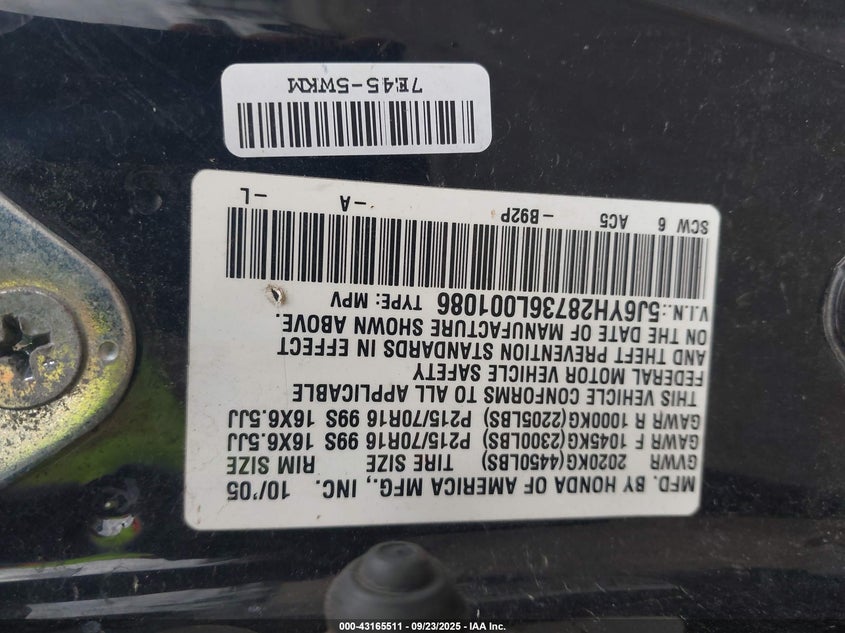 MFD. BY HONDA OF AMERICA MFG., INC. 10/'05
GVWR 2020KG(4450LBS) TIRE SIZE RIM SIZE
GAWR F 1045KG(2300LBS) P215/70R16 99S 16X6.5JJ
GAWR R 1000KG(2205LBS) P215/70R16 99S 16X6.5JJ
THIS VEHICLE CONFORMS TO ALL APPLICABLE
FEDERAL MOTOR VEHICLE SAFETY
AND THEFT PREVENTION STANDARDS IN EFFECT
ON THE DATE OF MANUFACTURE SHOWN ABOVE.
V.I.N.:5J6YH28736L001086 TYPE: MPV
SCW 6 AC5 -B92P -A -L
7E45-5WKM
000-43165511 - 09/23/2025 - IAA Inc.